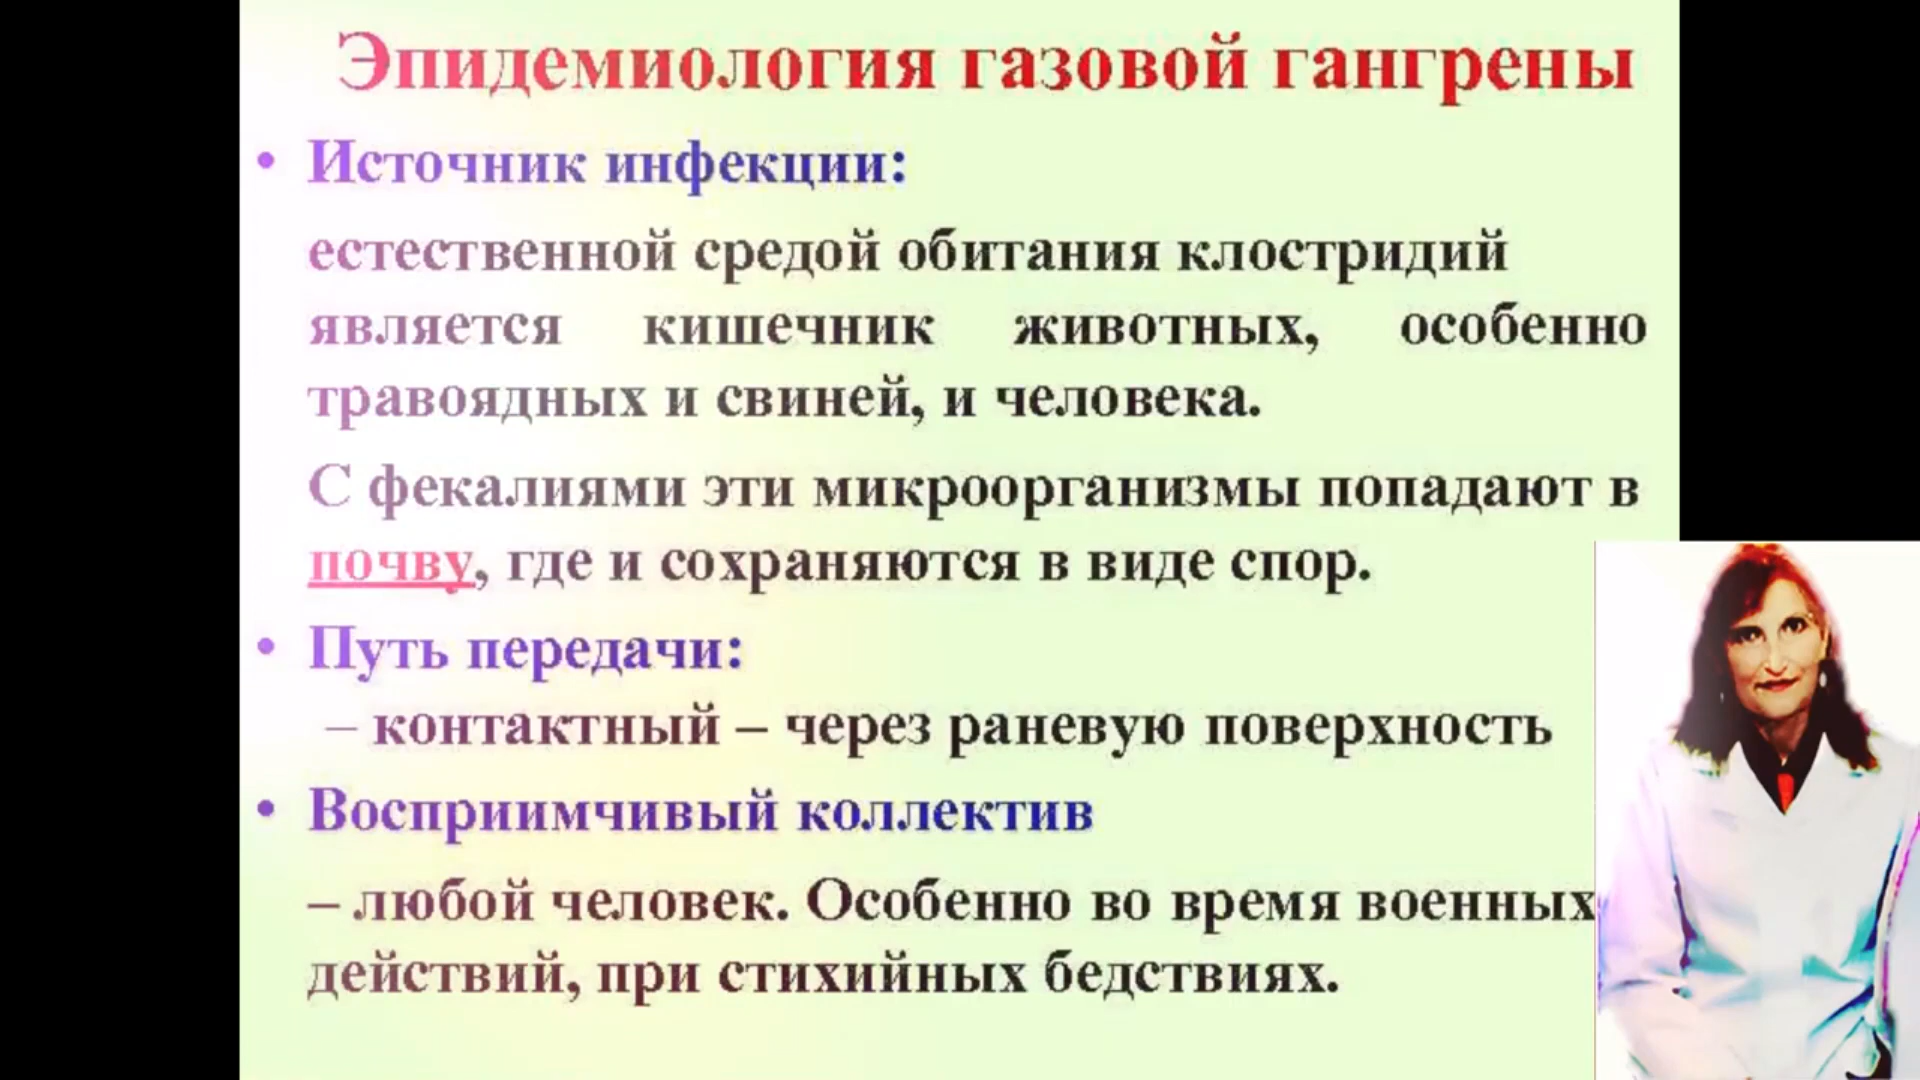 Эпидемиология газовой гангрены
• Источник инфекции:
естественной средой обитания клостридий
является кишечник животных, особенно
травоядных и свиней, и человека.
С фекалиями эти микроорганизмы попадают в
почву, где и сохраняются в виде спор.
• Путь передачи:
– контактный – через раневую поверхность
• Восприимчивый коллектив
– любой человек. Особенно во время военных
действий, при стихийных бедствиях.